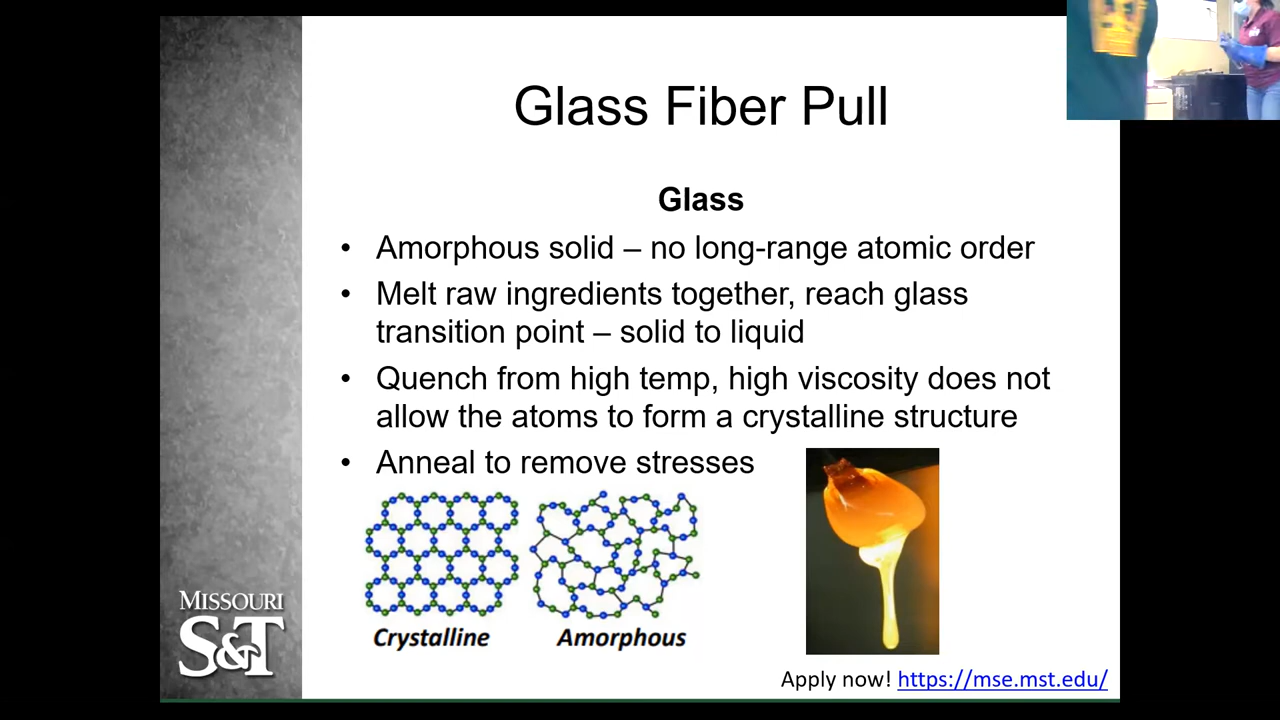 Glass Fiber Pull
Glass
• Amorphous solid – no long-range atomic order
• Melt raw ingredients together, reach glass
transition point – solid to liquid
• Quench from high temp, high viscosity does not
allow the atoms to form a crystalline structure
• Anneal to remove stresses
Crystalline
Amorphous
MISSOURI
S&T
Apply now! https://mse.mst.edu/